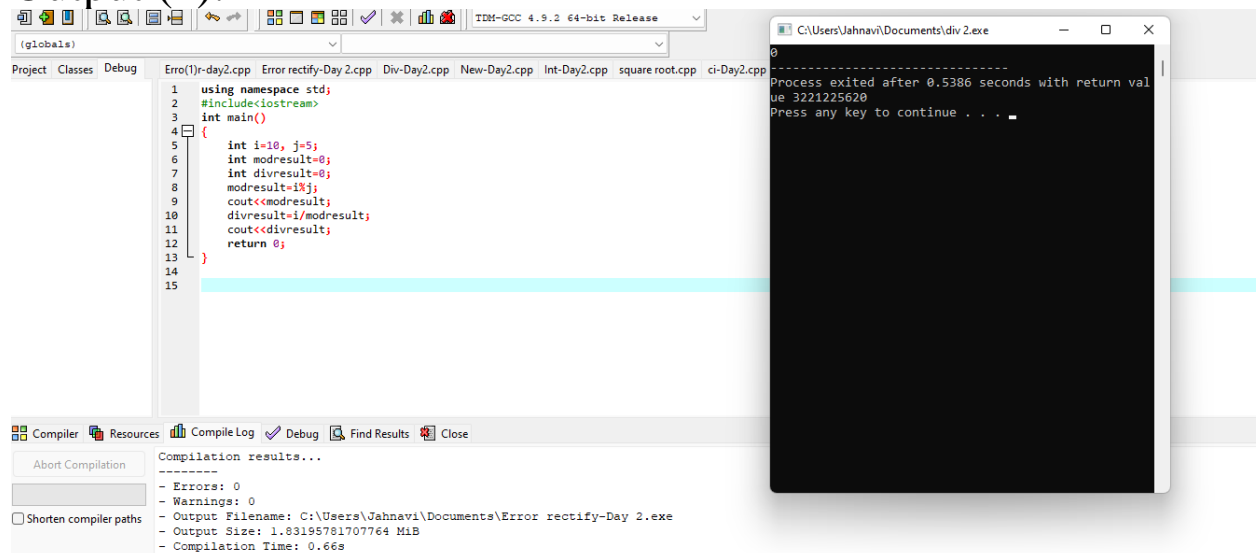 TDM-GCC 4.9.2 64-bit Release
(globals)
Project Classes Debug
Erro(1)r-day2.cpp Error rectify-Day 2.cpp Div-Day2.cpp New-Day2.cpp Int-Day2.cpp square root.cpp ci-Day2.cpp
1 using namespace std;
2 #include<iostream>
3 int main()
4 {
5 int i=10, j=5;
6 int modresult=0;
7 int divresult=0;
8 modresult=i%j;
9 cout<<modresult;
10 divresult=i/modresult;
11 cout<<divresult;
12 return 0;
13 }
14
15
C:\Users\Jahnavi\Documents\div 2.exe
0
--------------------------------
Process exited after 0.5386 seconds with return val
ue 3221225620
Press any key to continue . . .
Compiler Resources Compile Log Debug Find Results Close
Abort Compilation
Shorten compiler paths
Compilation results...
--------
- Errors: 0
- Warnings: 0
- Output Filename: C:\Users\Jahnavi\Documents\Error rectify-Day 2.exe
- Output Size: 1.83195781707764 MiB
- Compilation Time: 0.66s